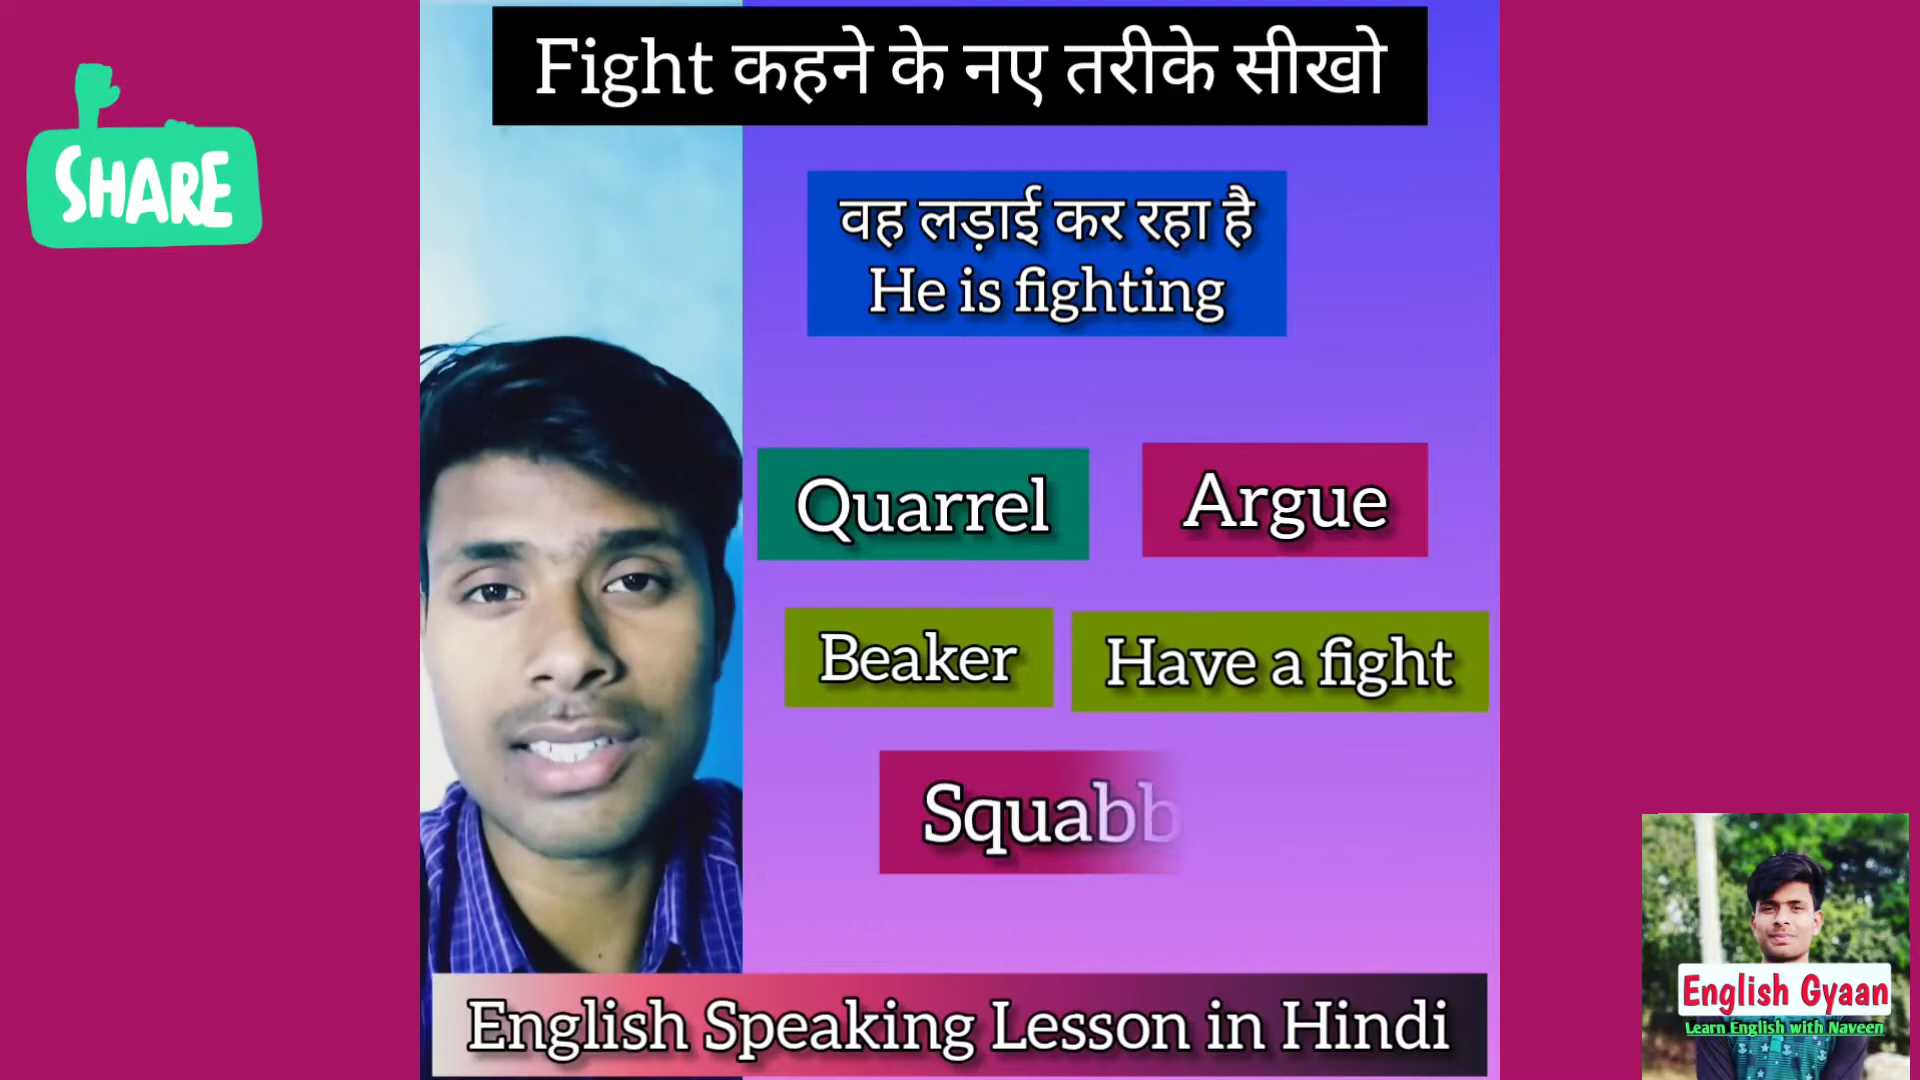 Fight कहने के नए तरीके सीखो
SHARE
वह लड़ाई कर रहा है
He is fighting
Quarrel
Argue
Beaker
Have a fight
Squabb
English Speaking Lesson in Hindi
English Gyaan
Learn English with Naveen